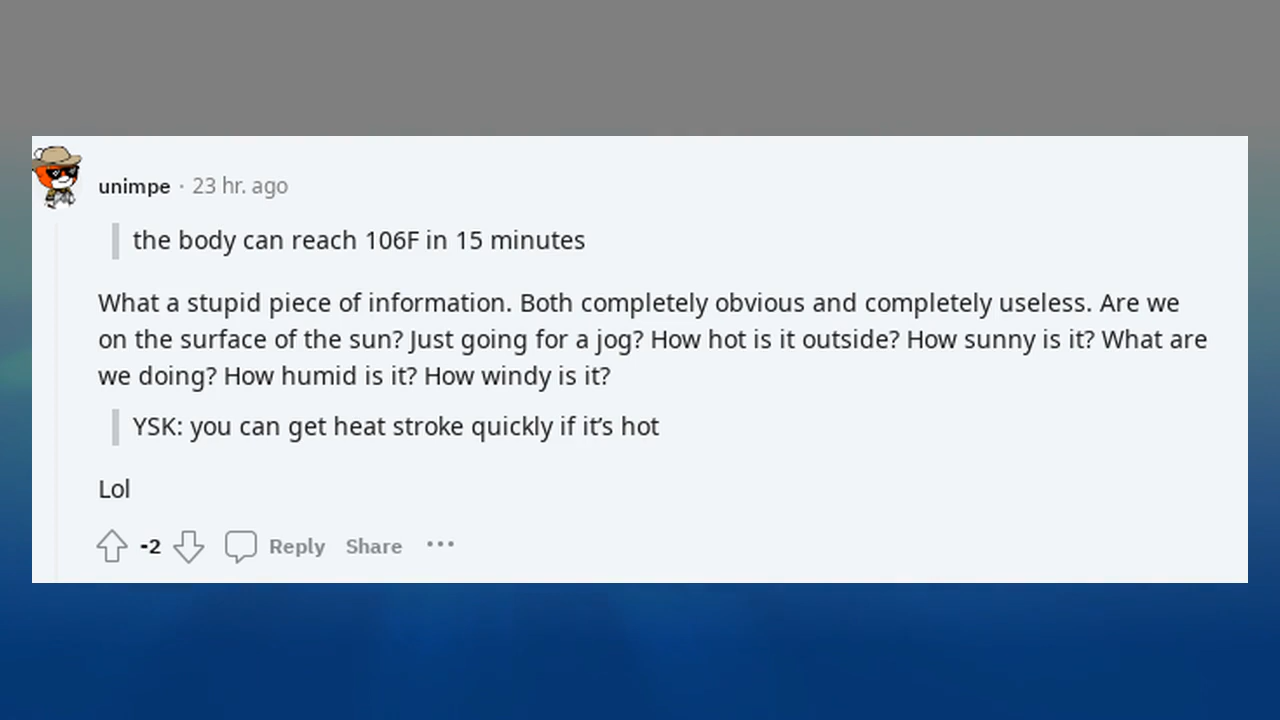 unimpe · 23 hr. ago
the body can reach 106F in 15 minutes
What a stupid piece of information. Both completely obvious and completely useless. Are we
on the surface of the sun? Just going for a jog? How hot is it outside? How sunny is it? What are
we doing? How humid is it? How windy is it?
YSK: you can get heat stroke quickly if it’s hot
Lol
-2 Reply Share ···